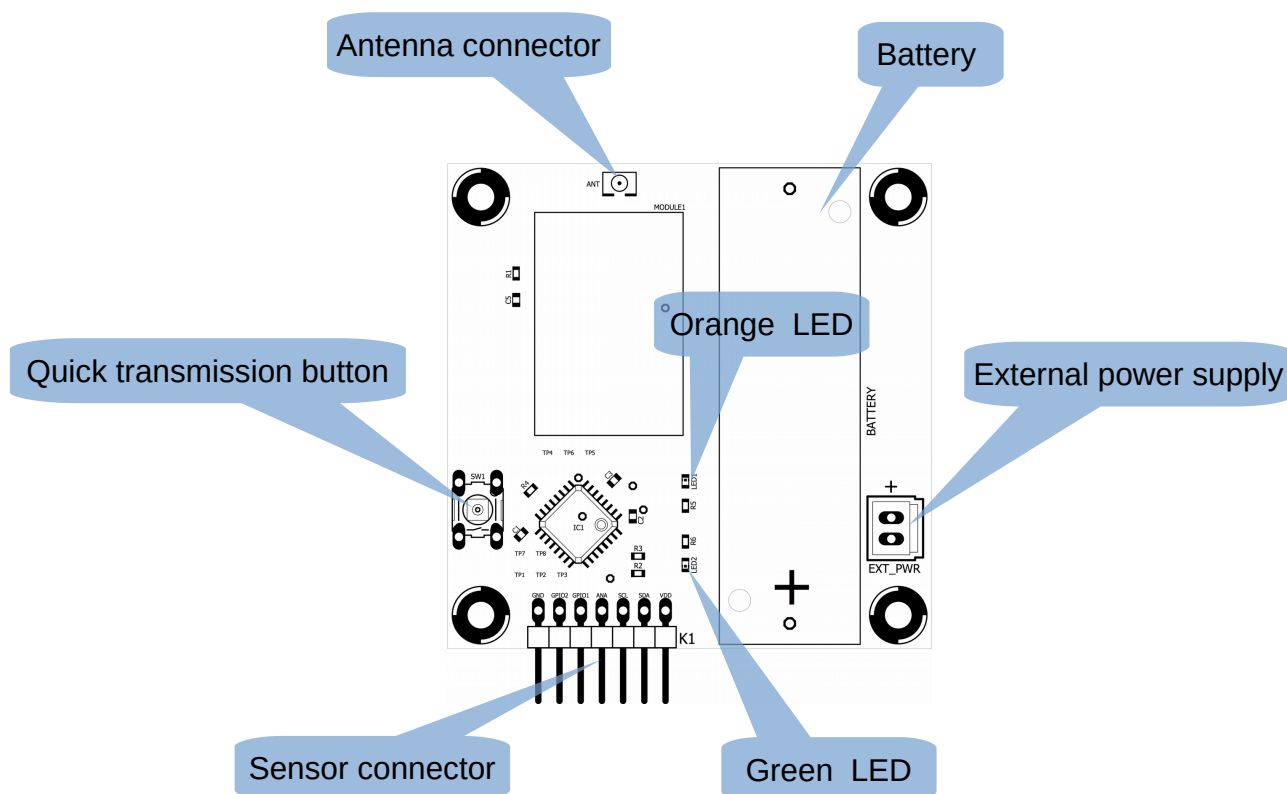 Antenna connector
Battery
ANT
MODULE1
R1
C5
Orange LED
Quick transmission button
External power supply
BATTERY
TP4 TP6 TP5
SW1
R4
LED1
+
R5
C2
IC1
R6
TP7 TP8
R3
EXT_PWR
LED2
R2
TP1 TP2 TP3
+
GND GPIO2 GPIO1 ANA SCL SDA VDD
K1
Sensor connector
Green LED